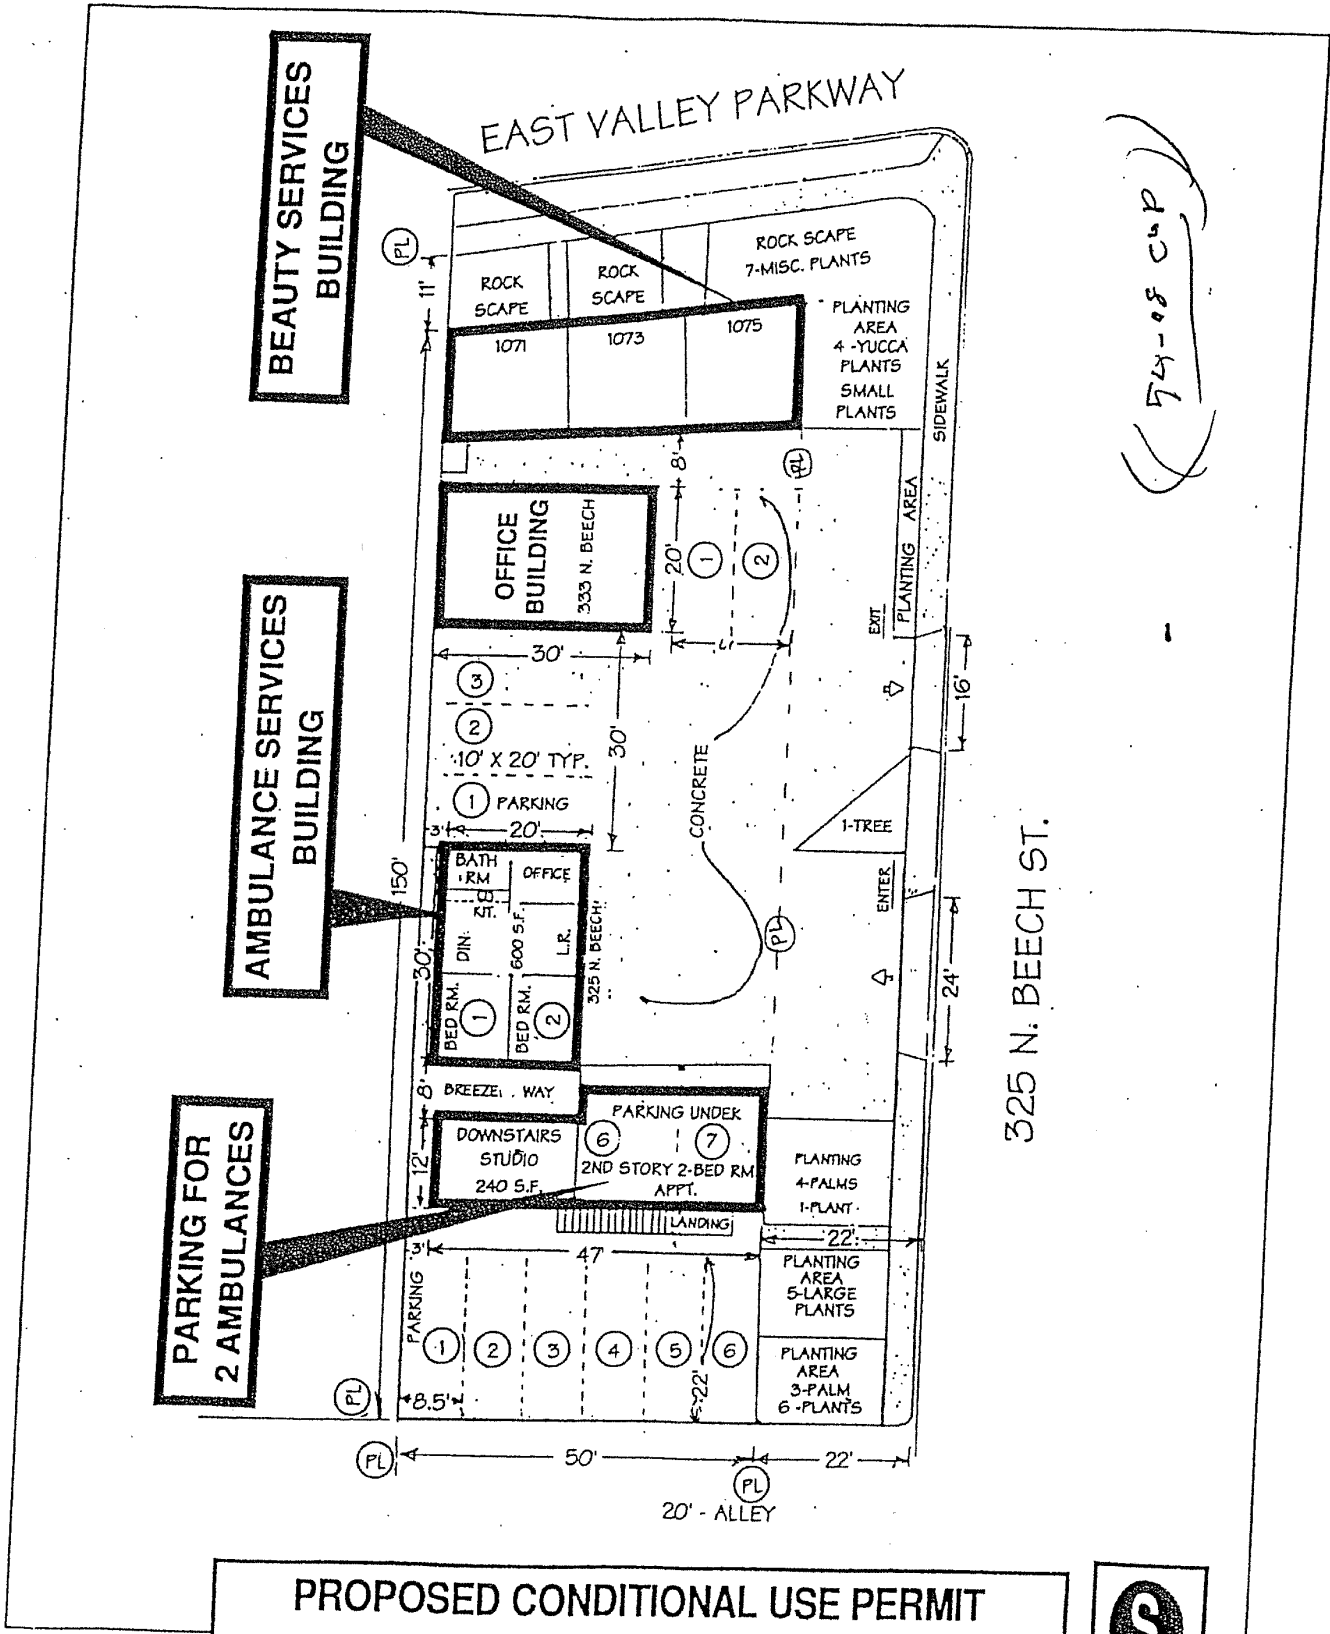 EAST VALLEY PARKWAY
BEAUTY SERVICES
BUILDING
PL
11'
ROCK
SCAPE
ROCK
SCAPE
ROCK SCAPE
7-MISC. PLANTS
1071
1073
1075
PLANTING
AREA
4 -YUCCA
PLANTS
SMALL
PLANTS
SIDEWALK
8'
PL
OFFICE
BUILDING
333 N. BEECH
20'
1
2
PLANTING AREA
EXIT
16'
30'
3
2
10' X 20' TYP.
1 PARKING
30'
CONCRETE
1-TREE
AMBULANCE SERVICES
BUILDING
150'
3'
20'
BATH
RM
OFFICE
KIT.
DIN.
600 S.F.
L.R.
30'
BED RM.
1
BED RM.
2
325 N. BEECH
PL
ENTER
24'
325 N. BEECH ST.
8'
BREEZE WAY
PARKING FOR
2 AMBULANCES
12'
DOWNSTAIRS
STUDIO
240 S.F.
PARKING UNDER
6
7
2ND STORY 2-BED RM
APPT.
LANDING
PLANTING
4-PALMS
1-PLANT
22'
3'
47'
PARKING
1
2
3
4
5
6
22'
8.5'
PLANTING
AREA
5-LARGE
PLANTS
PLANTING
AREA
3-PALM
6-PLANTS
PL
PL
50'
22'
PL
20' - ALLEY
PROPOSED CONDITIONAL USE PERMIT
S